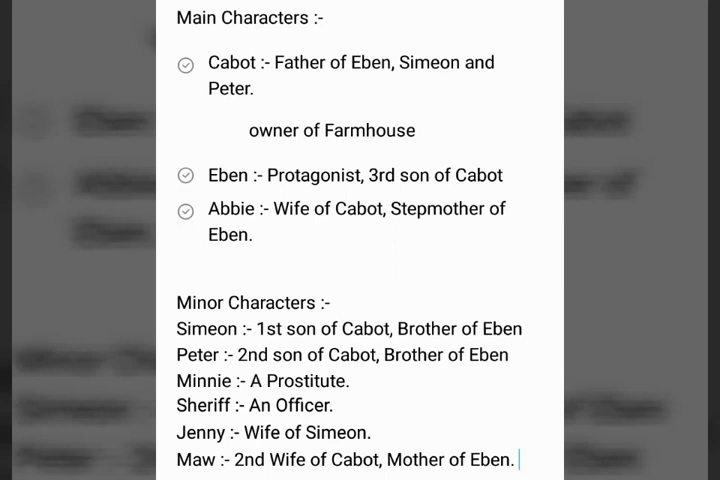 Main Characters :-
Cabot :- Father of Eben, Simeon and
Peter.
owner of Farmhouse
Eben :- Protagonist, 3rd son of Cabot
Abbie :- Wife of Cabot, Stepmother of
Eben.
Minor Characters :-
Simeon :- 1st son of Cabot, Brother of Eben
Peter :- 2nd son of Cabot, Brother of Eben
Minnie :- A Prostitute.
Sheriff :- An Officer.
Jenny :- Wife of Simeon.
Maw :- 2nd Wife of Cabot, Mother of Eben.